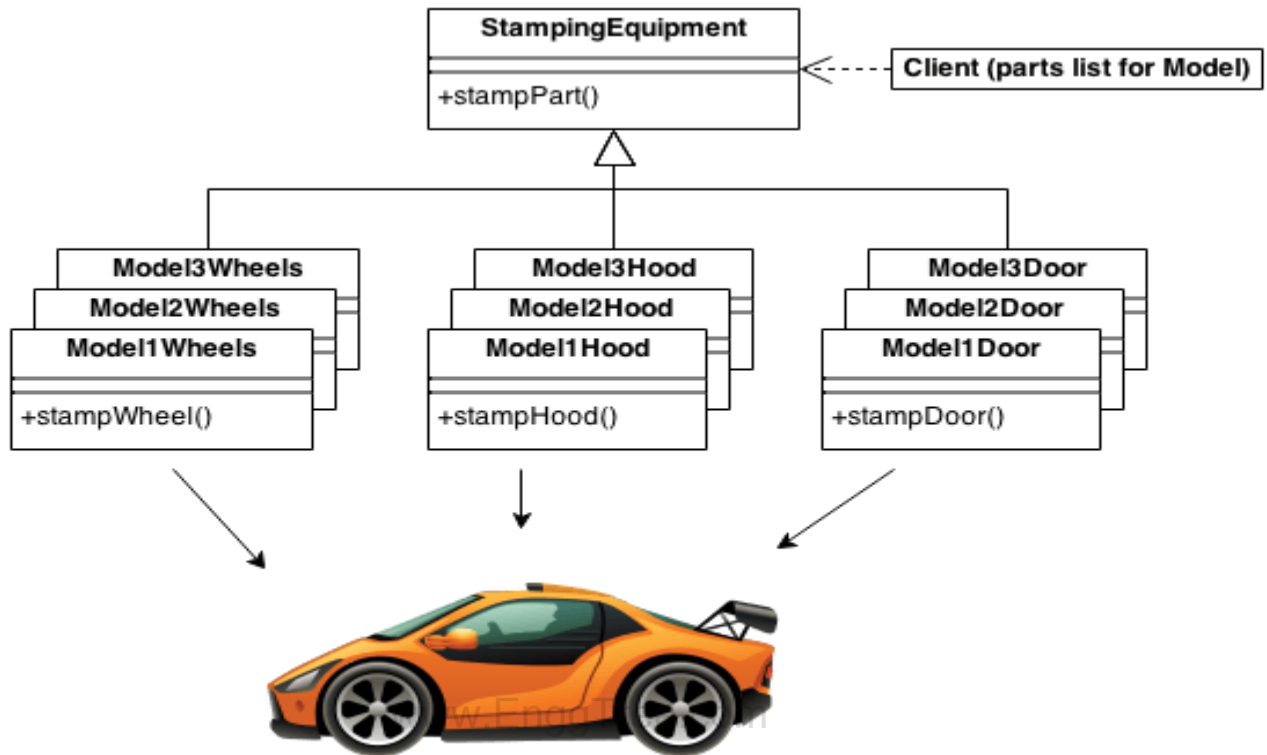 StampingEquipment
+stampPart()
Client (parts list for Model)
Model3Wheels
Model2Wheels
Model1Wheels
+stampWheel()
Model3Hood
Model2Hood
Model1Hood
+stampHood()
Model3Door
Model2Door
Model1Door
+stampDoor()